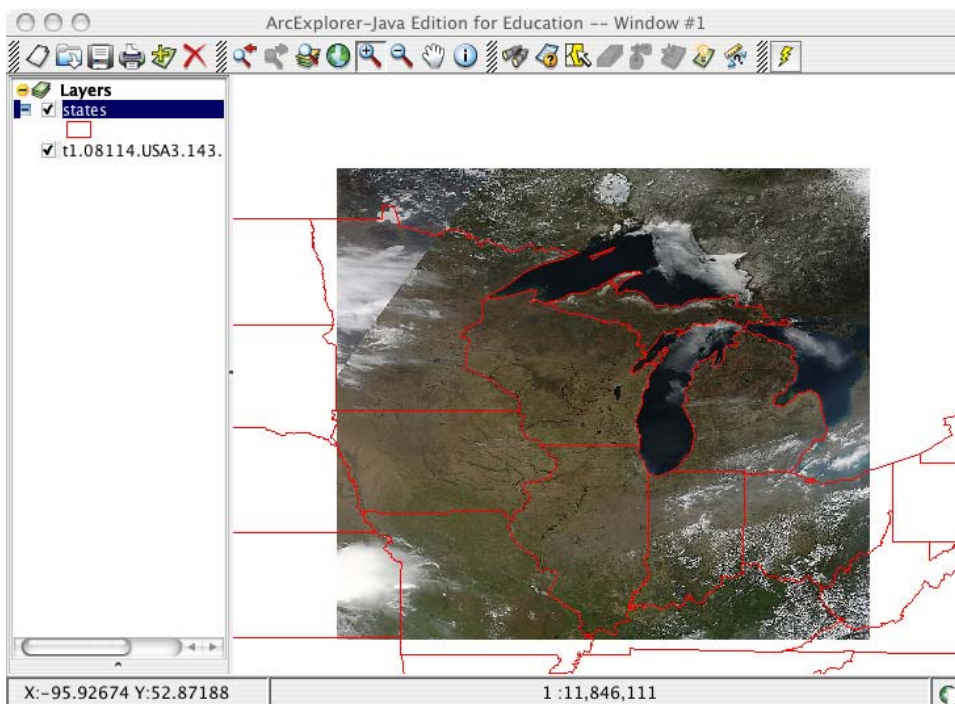 ArcExplorer-Java Edition for Education -- Window #1
Layers
states
t1.08114.USA3.143.
X:-95.92674 Y:52.87188
1 :11,846,111